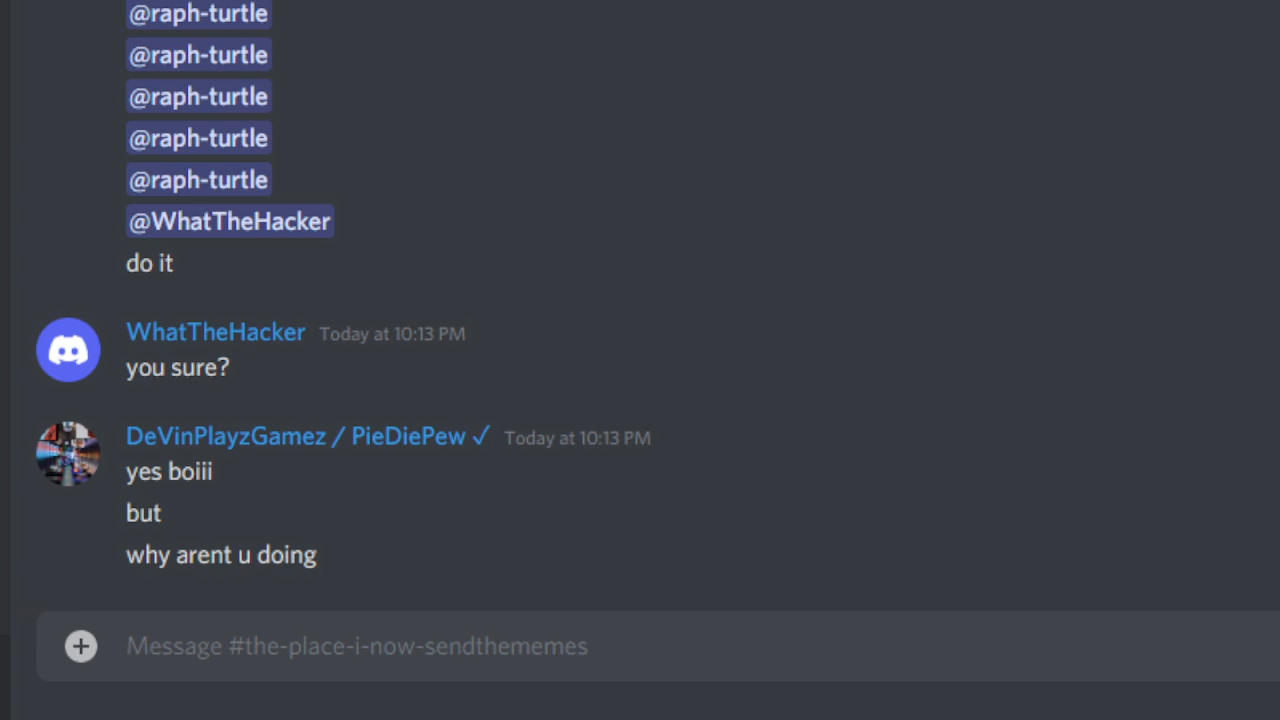 @raph-turtle
@raph-turtle
@raph-turtle
@raph-turtle
@raph-turtle
@WhatTheHacker
do it
WhatTheHacker Today at 10:13 PM
you sure?
DeVinPlayzGamez / PieDiePew ✓ Today at 10:13 PM
yes boiii
but
why arent u doing
Message #the-place-i-now-sendthememes